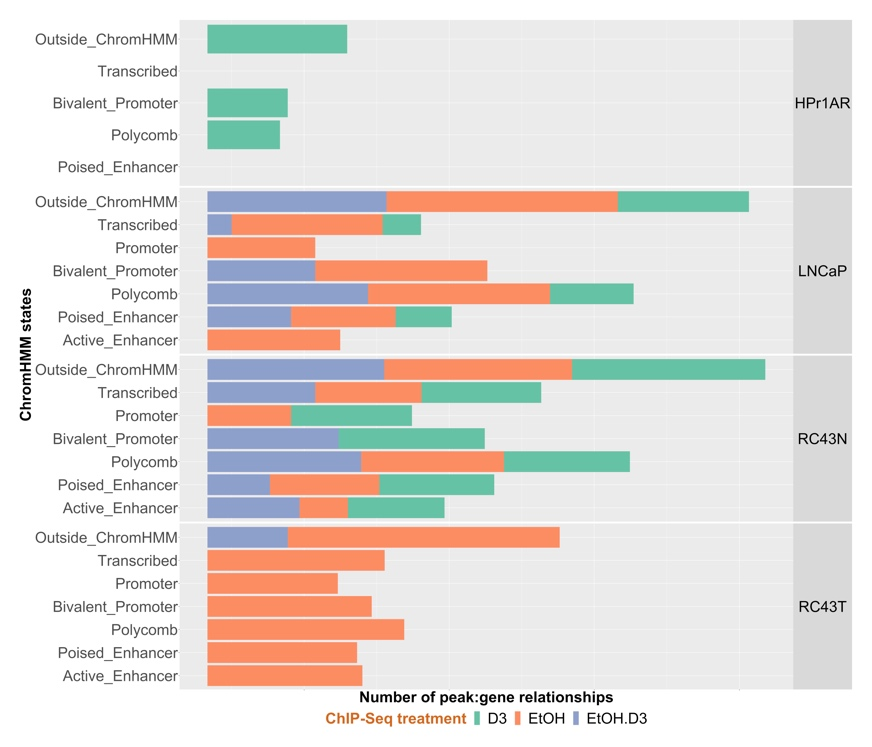 Outside_ChromHMM
Transcribed
Bivalent_Promoter
Polycomb
Poised_Enhancer
HPr1AR
Outside_ChromHMM
Transcribed
Promoter
Bivalent_Promoter
Polycomb
Poised_Enhancer
Active_Enhancer
LNCaP
Outside_ChromHMM
Transcribed
Promoter
Bivalent_Promoter
Polycomb
Poised_Enhancer
Active_Enhancer
RC43N
Outside_ChromHMM
Transcribed
Promoter
Bivalent_Promoter
Polycomb
Poised_Enhancer
Active_Enhancer
RC43T
ChromHMM states
Number of peak:gene relationships
ChIP-Seq treatment D3 EtOH EtOH.D3